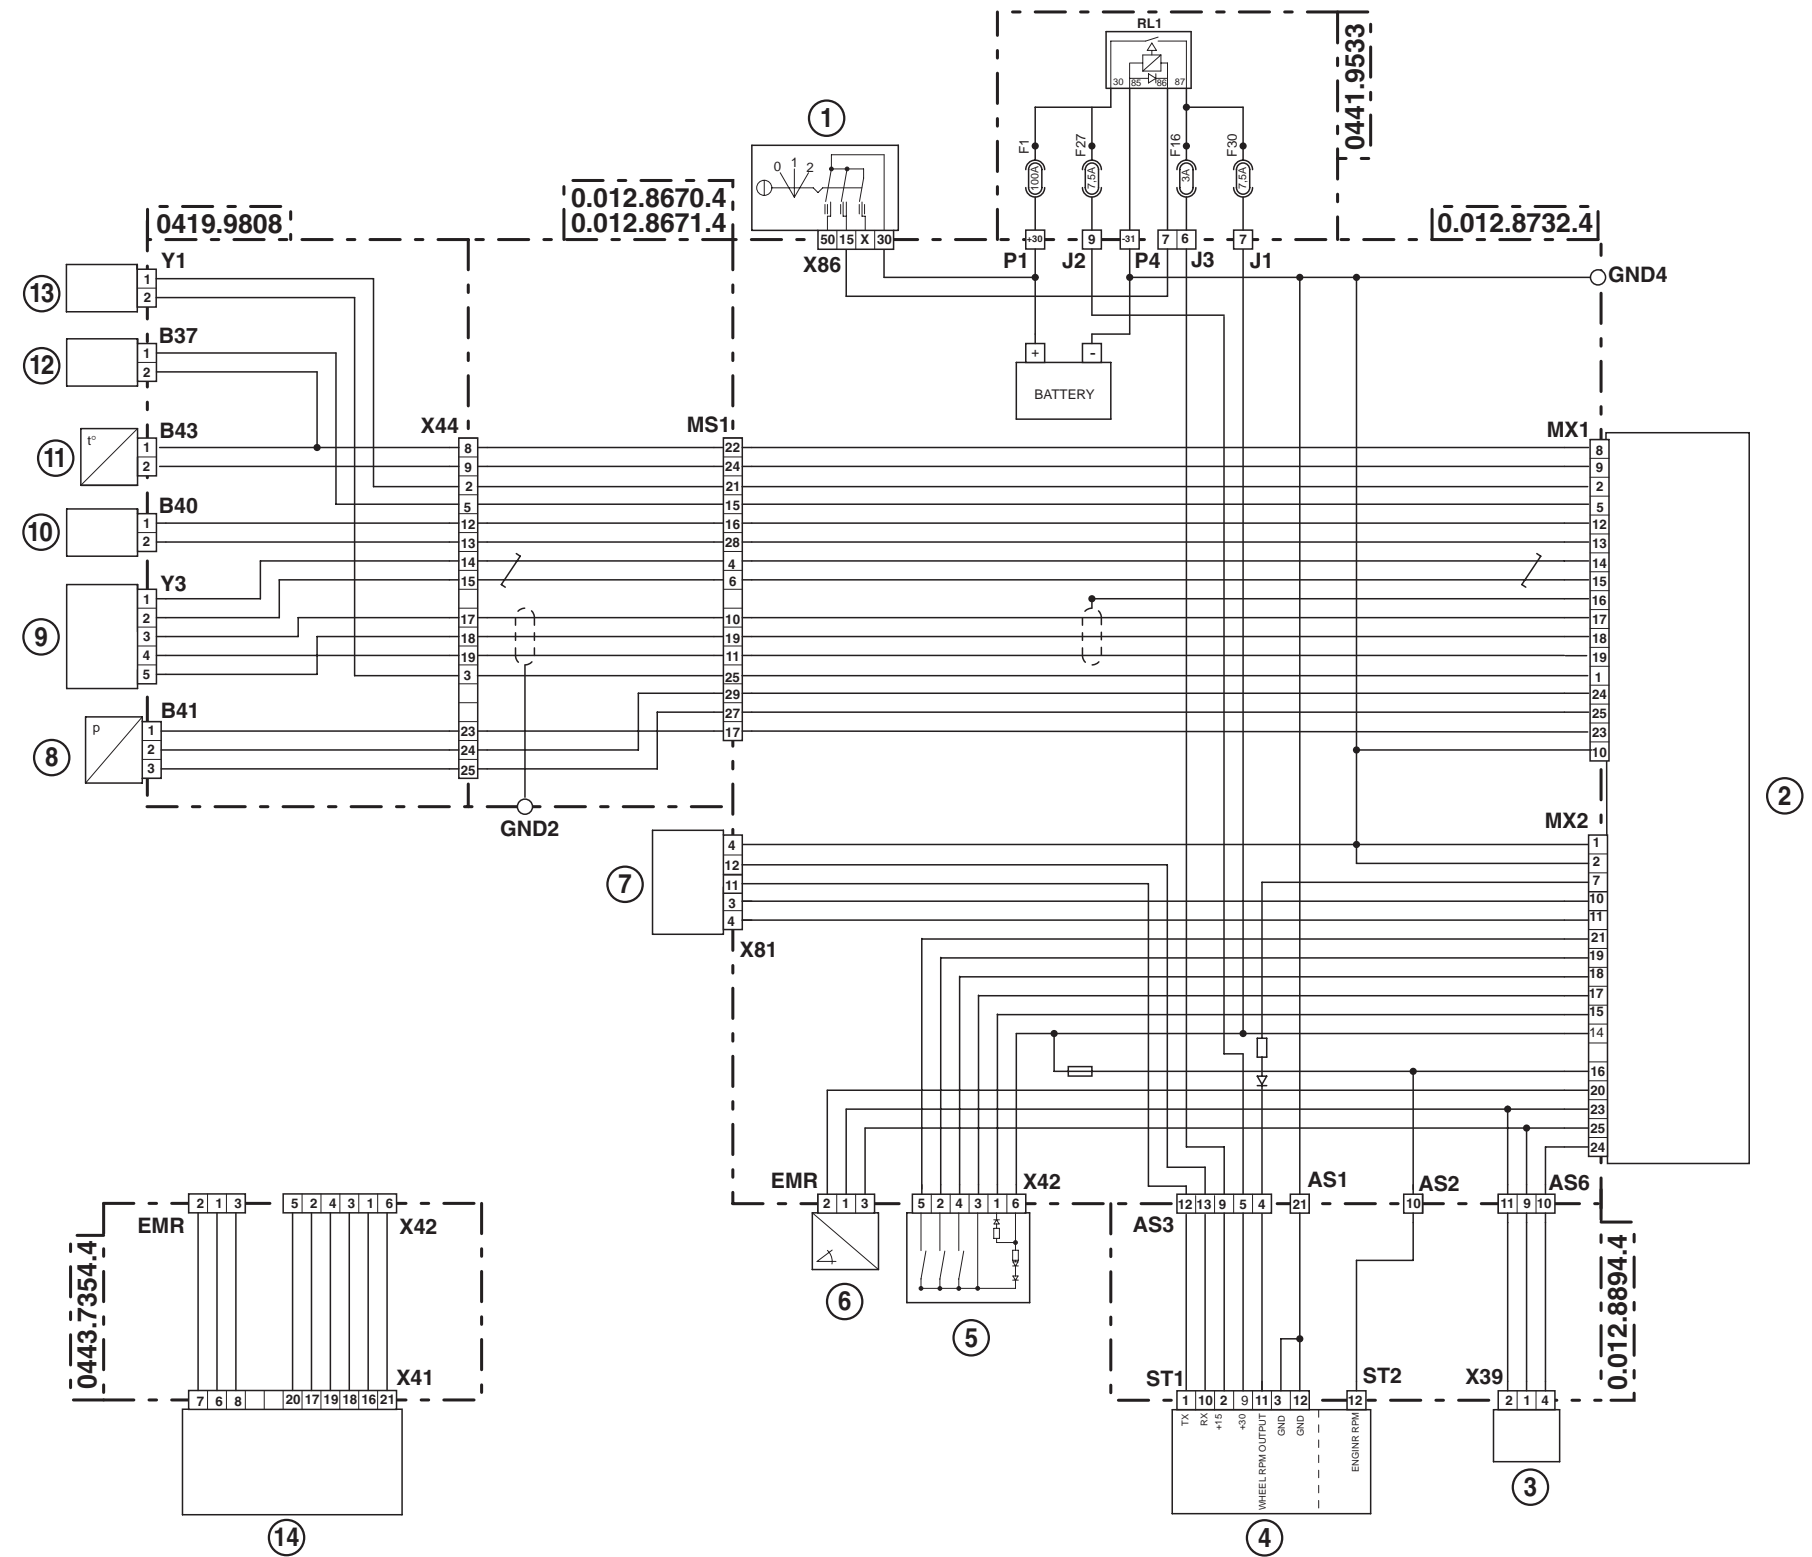 RL1
30 85 86 87
0441.9533
1
F1 F27 F16 F30
100A 7.5A 3A 7.5A
0 1 2
0.012.8670.4
0.012.8671.4
0419.9808
0.012.8732.4
50 15 X 30
X86
+30 9 -31 7 6 7
P1 J2 P4 J3 J1
GND4
+ -
BATTERY
13
Y1
1
2
12
B37
1
2
11
t°
B43
1
2
10
B40
1
2
9
Y3
1
2
3
4
5
8
p
B41
1
2
3
X44
8
9
2
5
12
13
14
15
17
18
19
3
23
24
25
GND2
MS1
22
24
21
15
16
28
4
6
10
19
11
25
29
27
17
MX1
8
9
2
5
12
13
14
15
16
17
18
19
1
24
25
23
10
2
MX2
1
2
7
10
11
21
19
18
17
15
14
16
20
23
25
24
7
4
12
11
3
4
X81
EMR
2 1 3
6
X42
5 2 4 3 1 6
5
AS3
12 13 9 5 4
AS1
21
AS2
10
AS6
11 9 10
0.012.8894.4
ST1
1 10 2 9 11 3 12
TX
RX
+15
+30
WHEEL RPM OUTPUT
GND
GND
ST2
12
ENGINR RPM
4
X39
2 1 4
3
2 1 3 5 2 4 3 1 6
EMR X42
0443.7354.4
X41
7 6 8 20 17 19 18 16 21
14